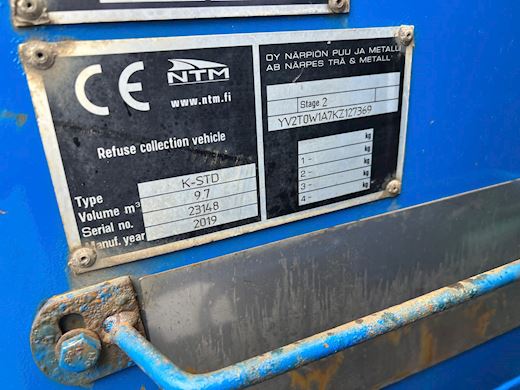 CE NTM
www.ntm.fi
Refuse collection vehicle
Type K-STD
Volume m³ 9.7
Serial no. 23148
Manuf. year 2019
OY NÄRPIÖN PUU JA METALLI
AB NÄRPES TRÄ & METALL
Stage 2
YV2T0W1A7KZ127369
kg
1 - kg
2 - kg
3 - kg
4 - kg